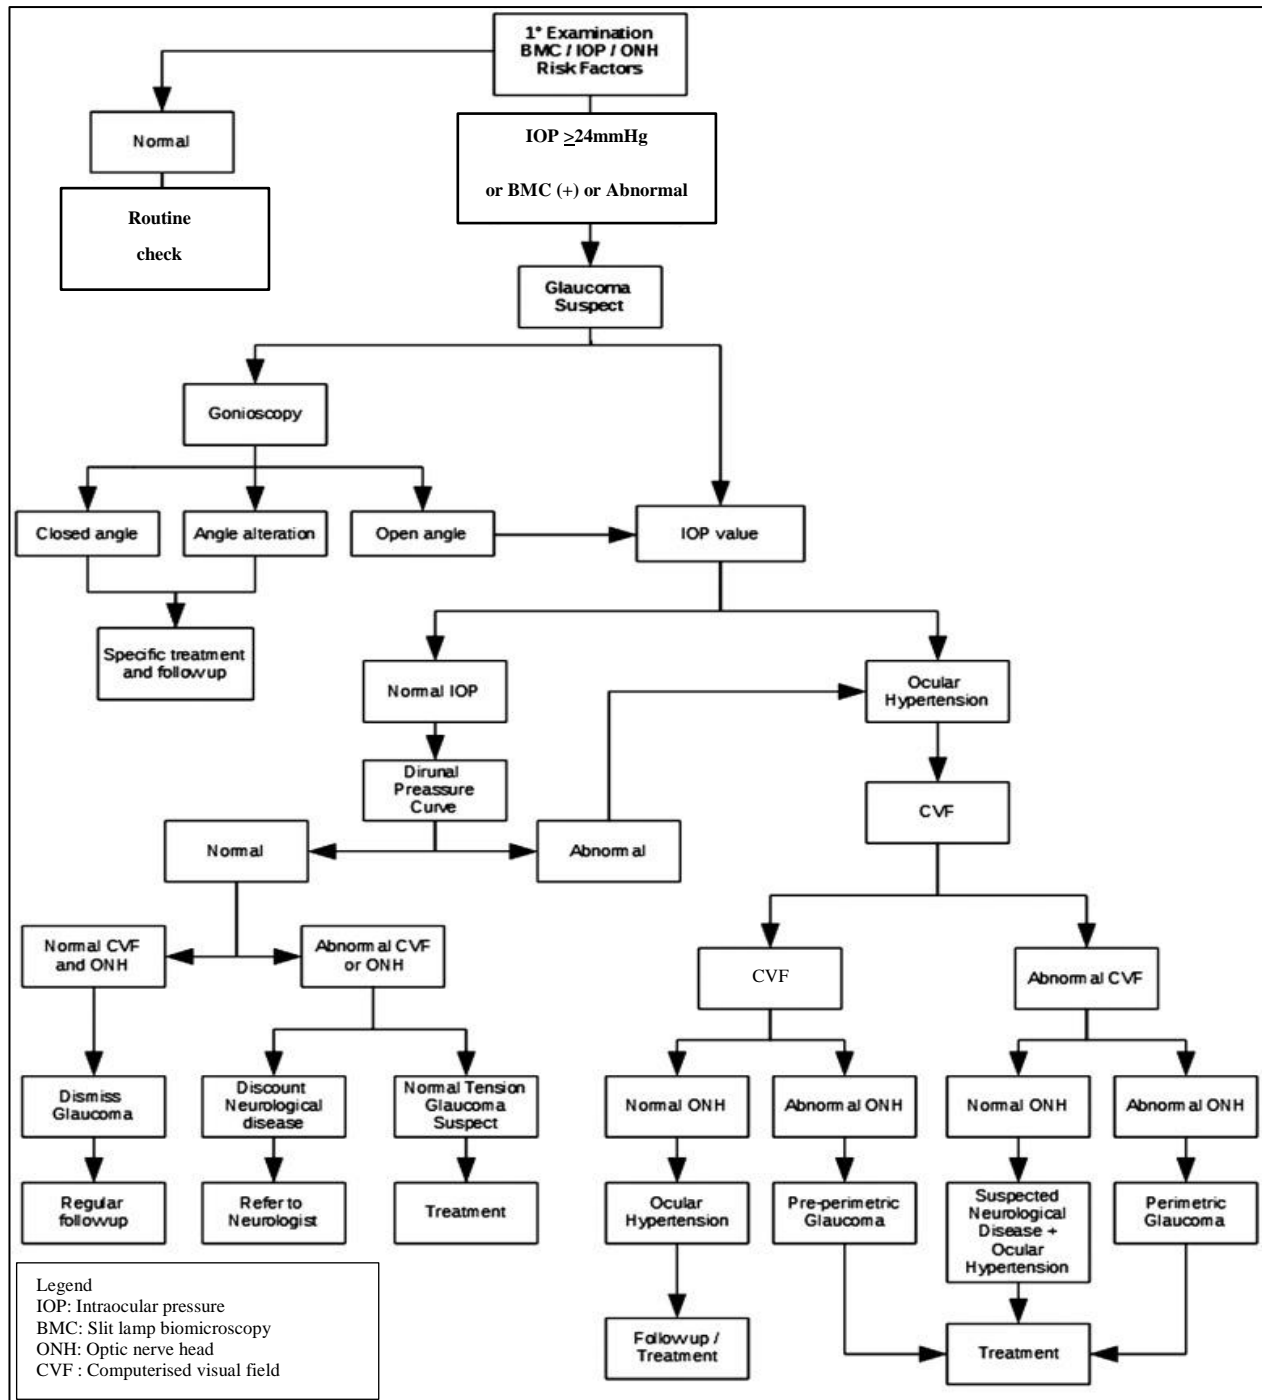 1° Examination
BMC / IOP / ONH
Risk Factors
Normal
IOP ≥24mmHg
or BMC (+) or Abnormal
Routine
check
Glaucoma
Suspect
Gonioscopy
Closed angle
Angle alteration
Open angle
IOP value
Specific treatment
and followup
Normal IOP
Ocular
Hypertension
Dirunal
Preassure
Curve
CVF
Normal
Abnormal
Normal CVF
and ONH
Abnormal CVF
or ONH
CVF
Abnormal CVF
Dismiss
Glaucoma
Discount
Neurological
disease
Normal Tension
Glaucoma
Suspect
Normal ONH
Abnormal ONH
Normal ONH
Abnormal ONH
Regular
followup
Refer to
Neurologist
Treatment
Ocular
Hypertension
Pre-perimetric
Glaucoma
Suspected
Neurological
Disease +
Ocular
Hypertension
Perimetric
Glaucoma
Followup /
Treatment
Treatment
Legend
IOP: Intraocular pressure
BMC: Slit lamp biomicroscopy
ONH: Optic nerve head
CVF : Computerised visual field